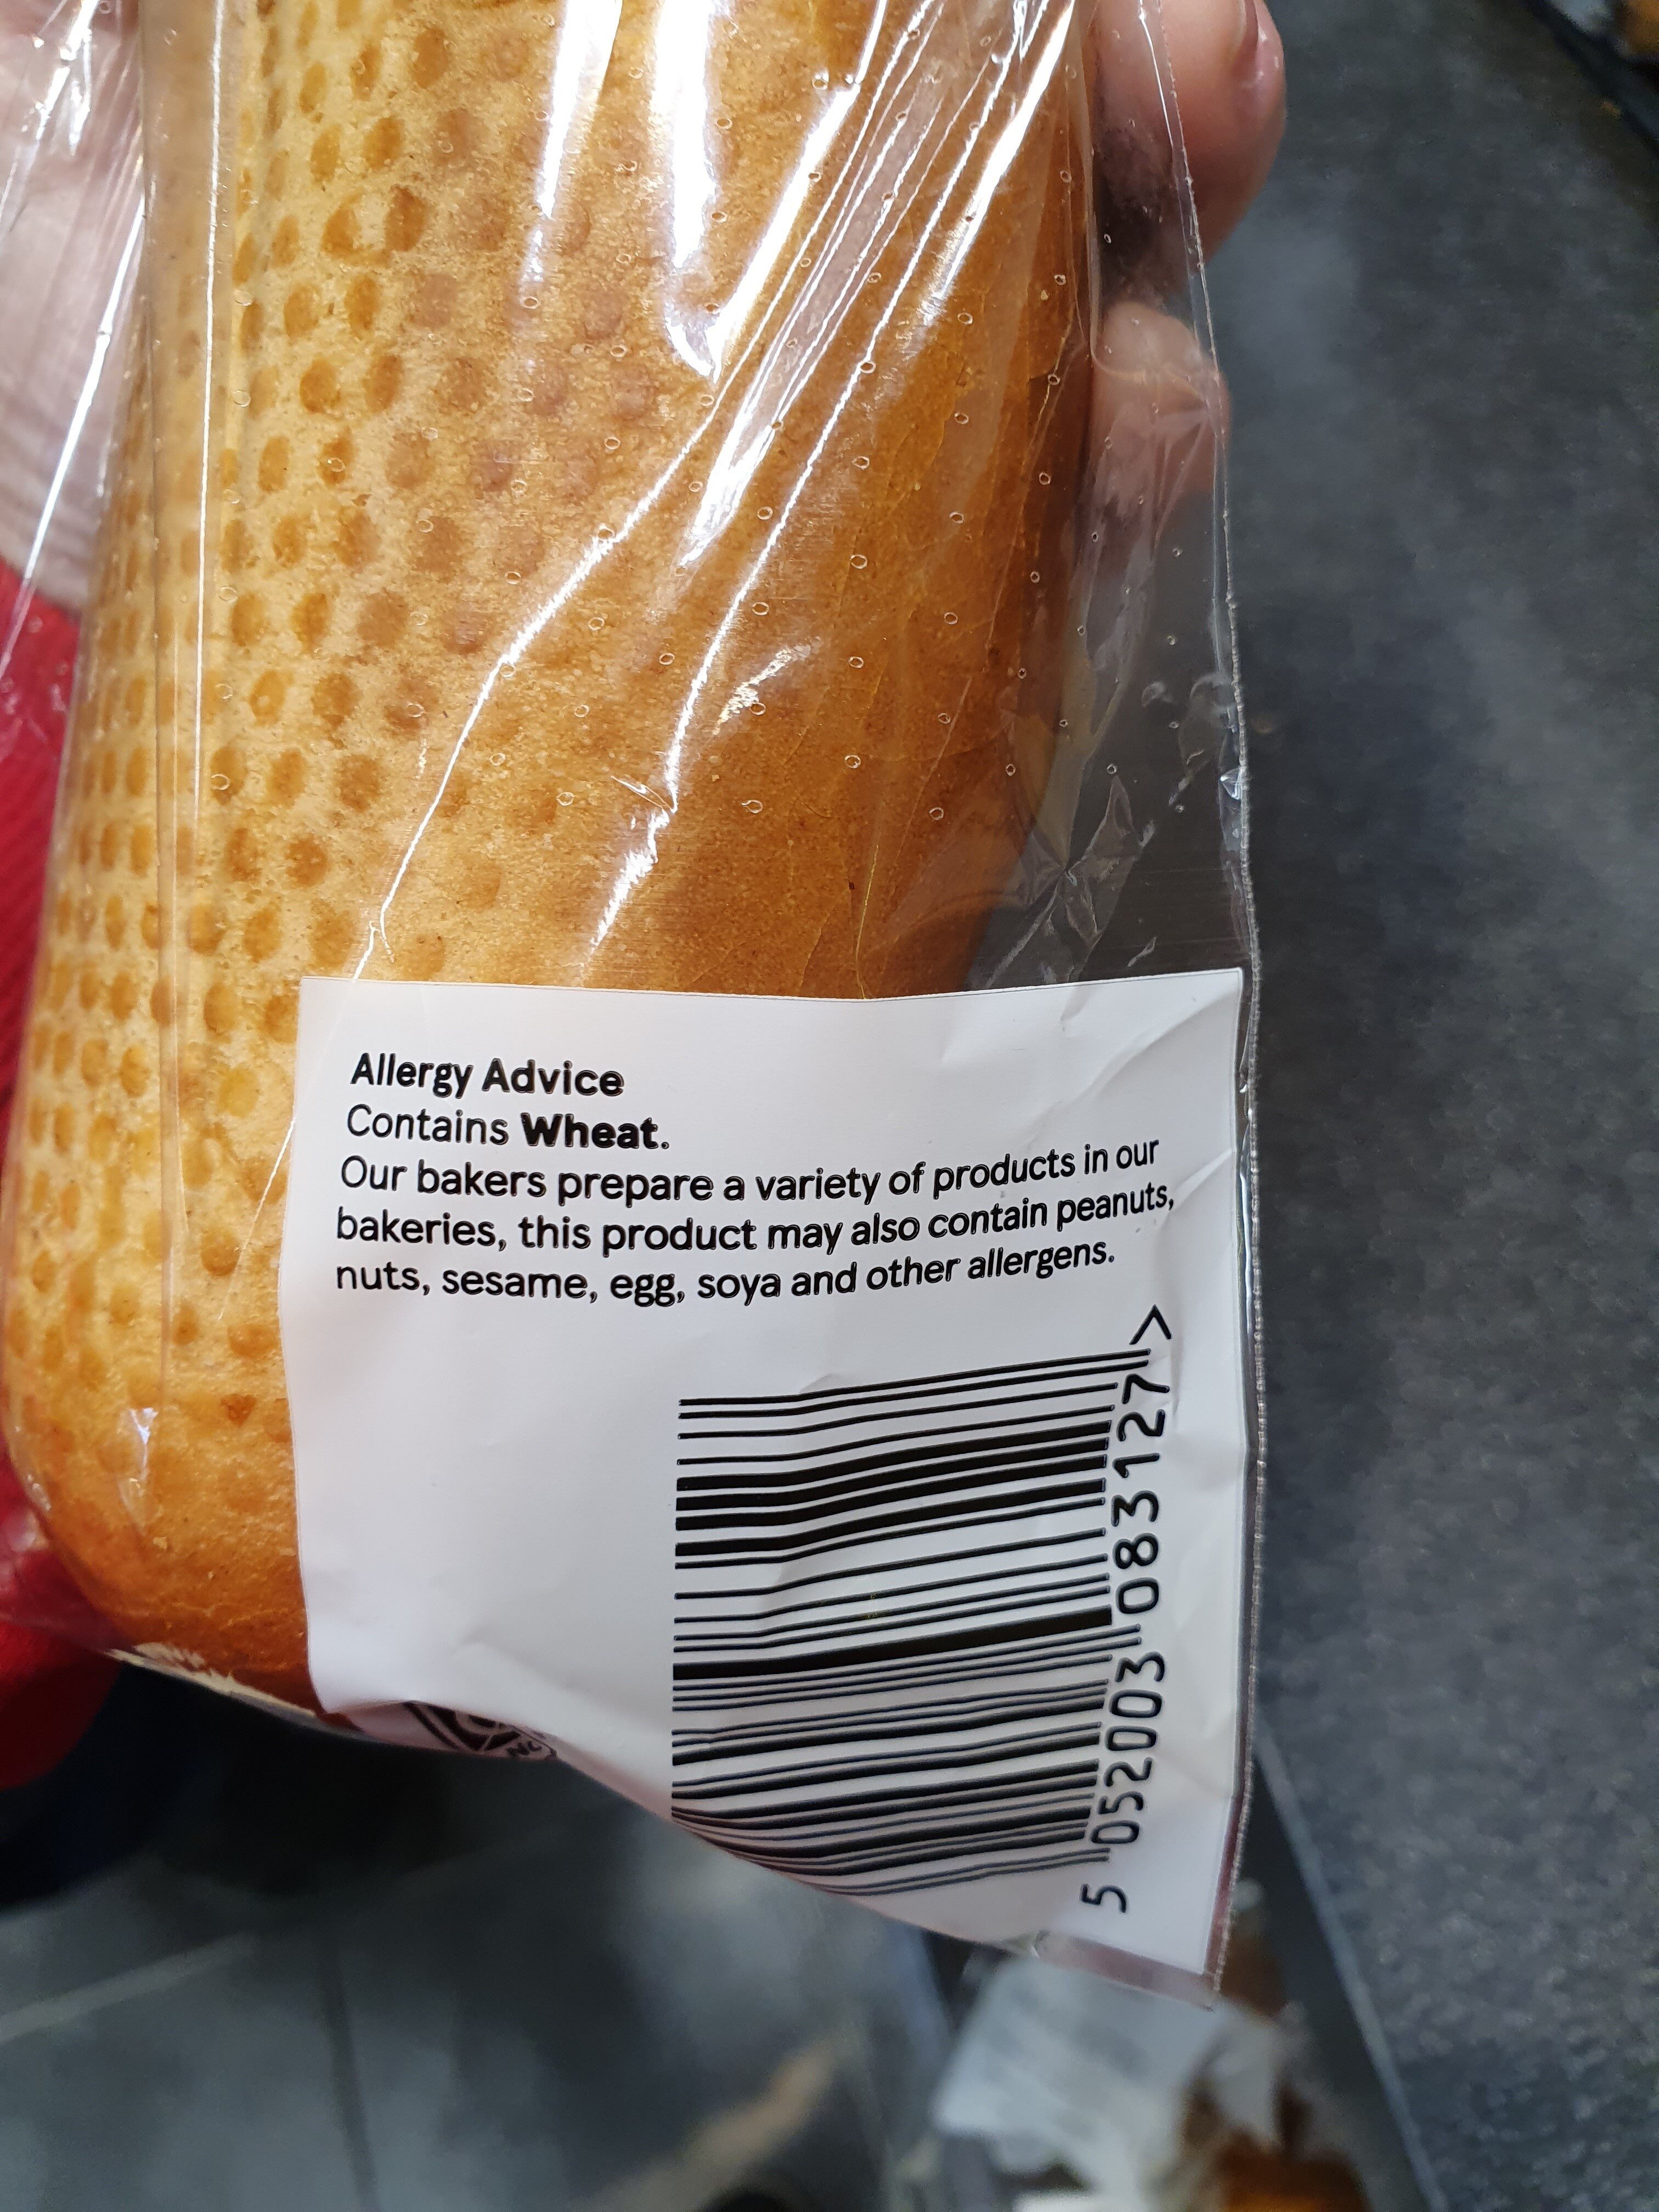 Allergy Advice
Contains Wheat.
Our bakers prepare a variety of products in our
bakeries, this product may also contain peanuts,
nuts, sesame, egg, soya and other allergens.
5 052003 083127 >